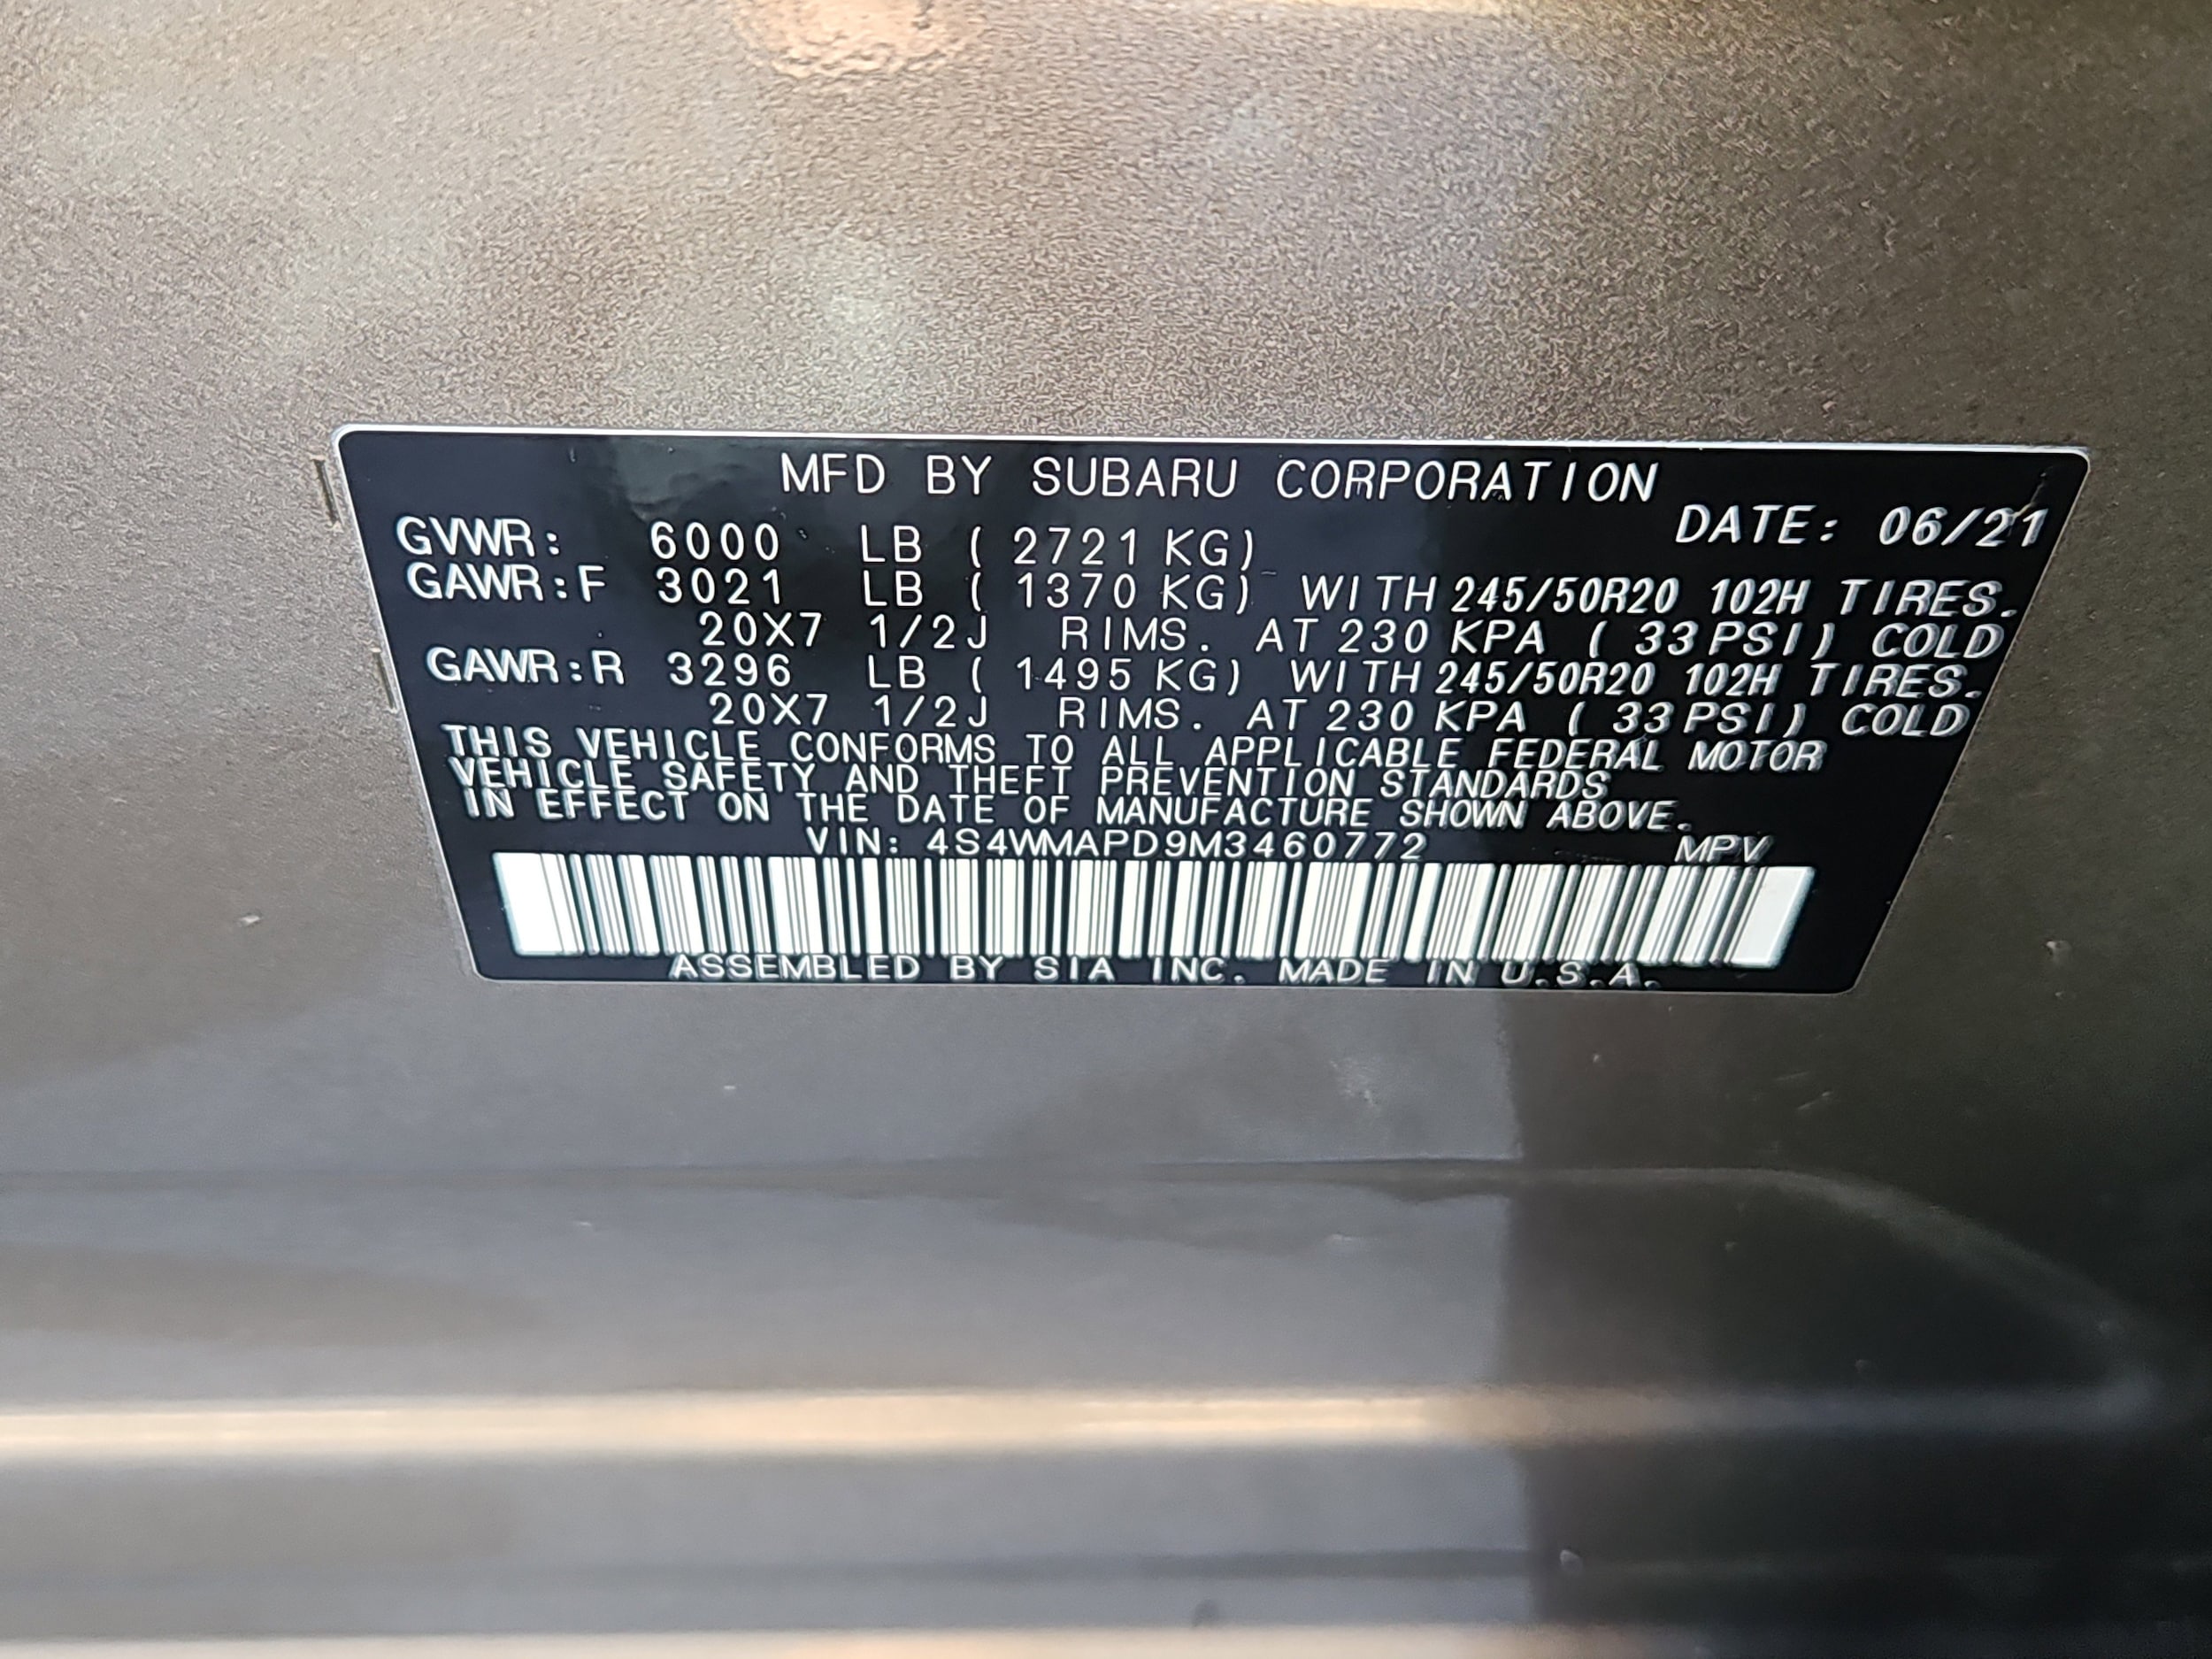 MFD BY SUBARU CORPORATION
DATE: 06/21
GVWR: 6000 LB ( 2721 KG)
GAWR:F 3021 LB ( 1370 KG) WITH 245/50R20 102H TIRES.
20X7 1/2J RIMS. AT 230 KPA ( 33 PSI) COLD
GAWR:R 3296 LB ( 1495 KG) WITH 245/50R20 102H TIRES.
20X7 1/2J RIMS. AT 230 KPA ( 33 PSI) COLD
THIS VEHICLE CONFORMS TO ALL APPLICABLE FEDERAL MOTOR
VEHICLE SAFETY AND THEFT PREVENTION STANDARDS
IN EFFECT ON THE DATE OF MANUFACTURE SHOWN ABOVE.
VIN: 4S4WMAPD9M3460772 MPV
ASSEMBLED BY SIA INC. MADE IN U.S.A.